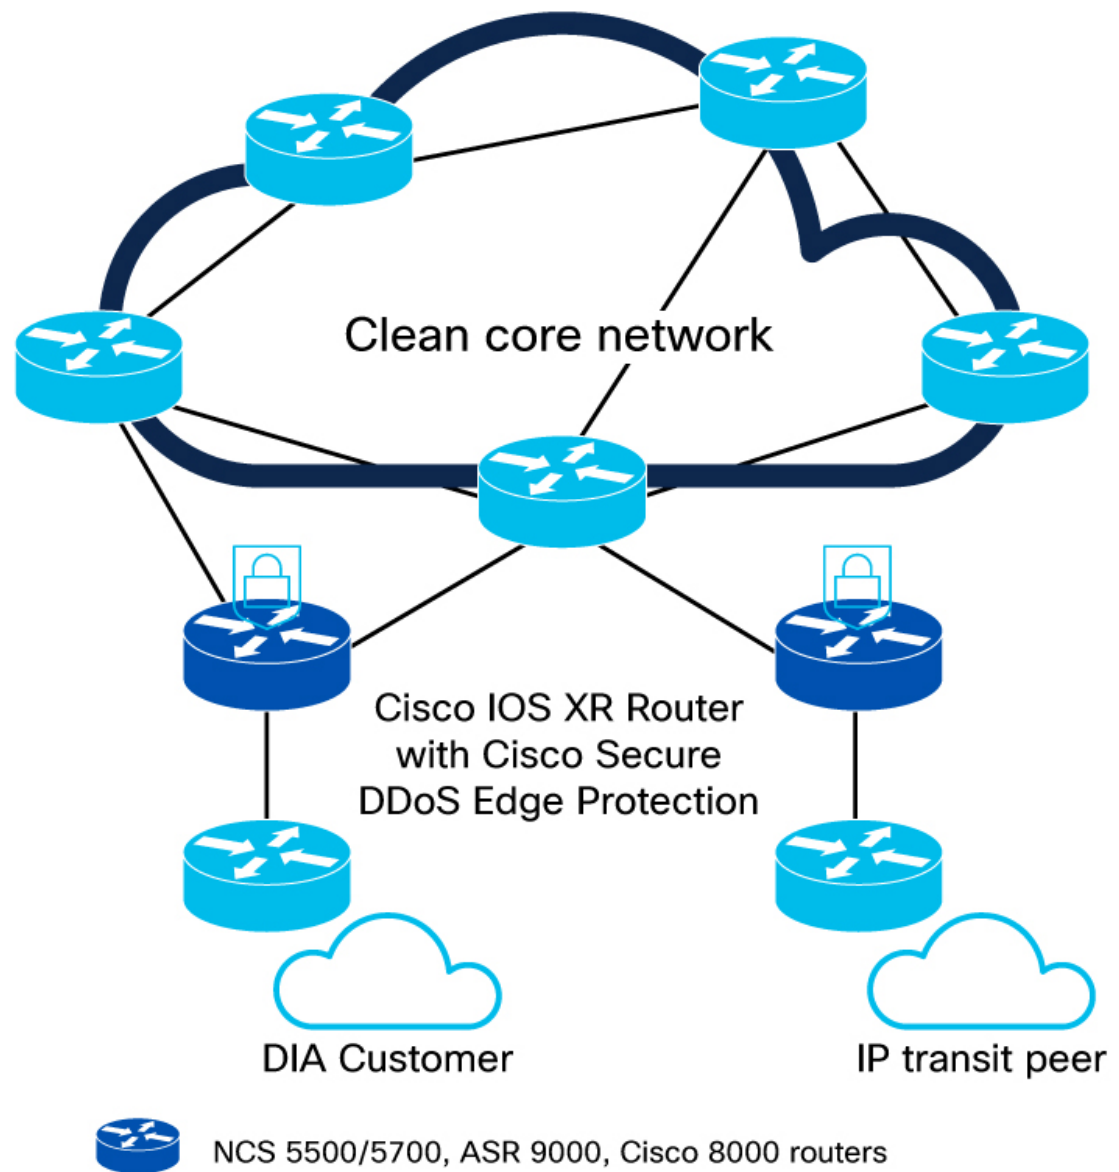 Clean core network
Cisco IOS XR Router
with Cisco Secure
DDoS Edge Protection
DIA Customer
IP transit peer
NCS 5500/5700, ASR 9000, Cisco 8000 routers